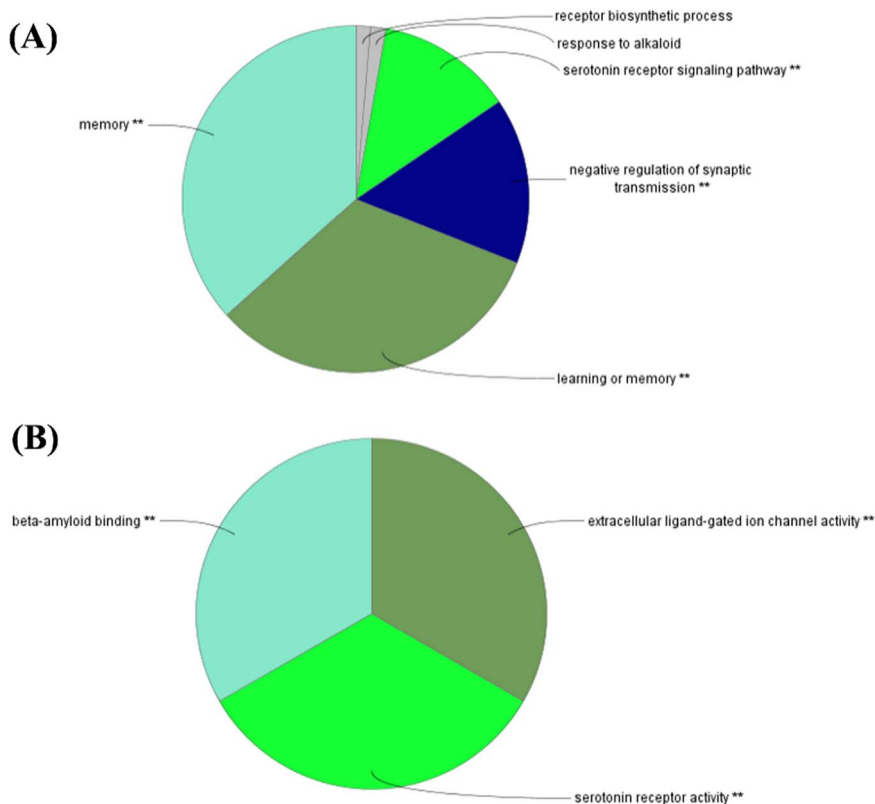 (A)
receptor biosynthetic process
response to alkaloid
serotonin receptor signaling pathway **
memory **
negative regulation of synaptic
transmission **
learning or memory **
(B)
beta-amyloid binding **
extracellular ligand-gated ion channel activity **
serotonin receptor activity **